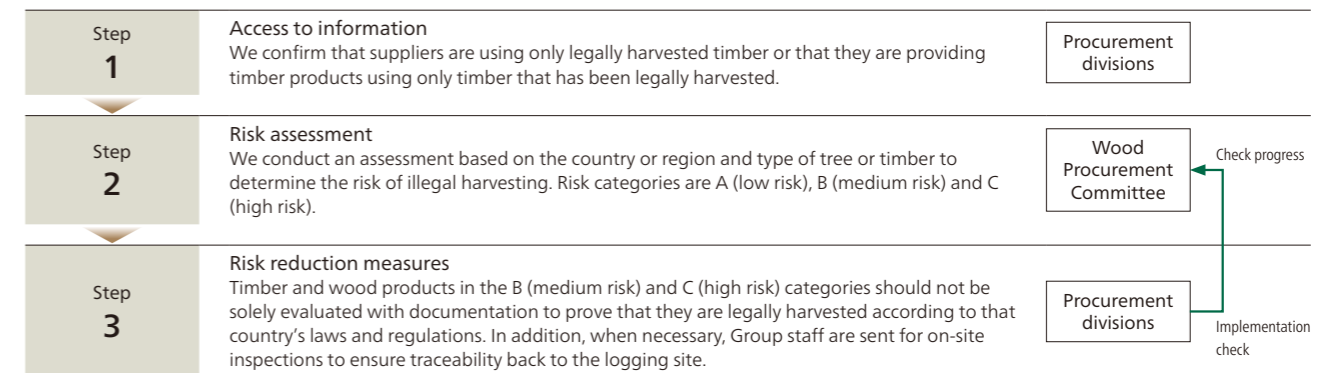 Step
1
Access to information
We confirm that suppliers are using only legally harvested timber or that they are providing
timber products using only timber that has been legally harvested.
Procurement
divisions
Step
2
Risk assessment
We conduct an assessment based on the country or region and type of tree or timber to
determine the risk of illegal harvesting. Risk categories are A (low risk), B (medium risk) and C
(high risk).
Wood
Procurement
Committee
Check progress
Step
3
Risk reduction measures
Timber and wood products in the B (medium risk) and C (high risk) categories should not be
solely evaluated with documentation to prove that they are legally harvested according to that
country's laws and regulations. In addition, when necessary, Group staff are sent for on-site
inspections to ensure traceability back to the logging site.
Procurement
divisions
Implementation
check